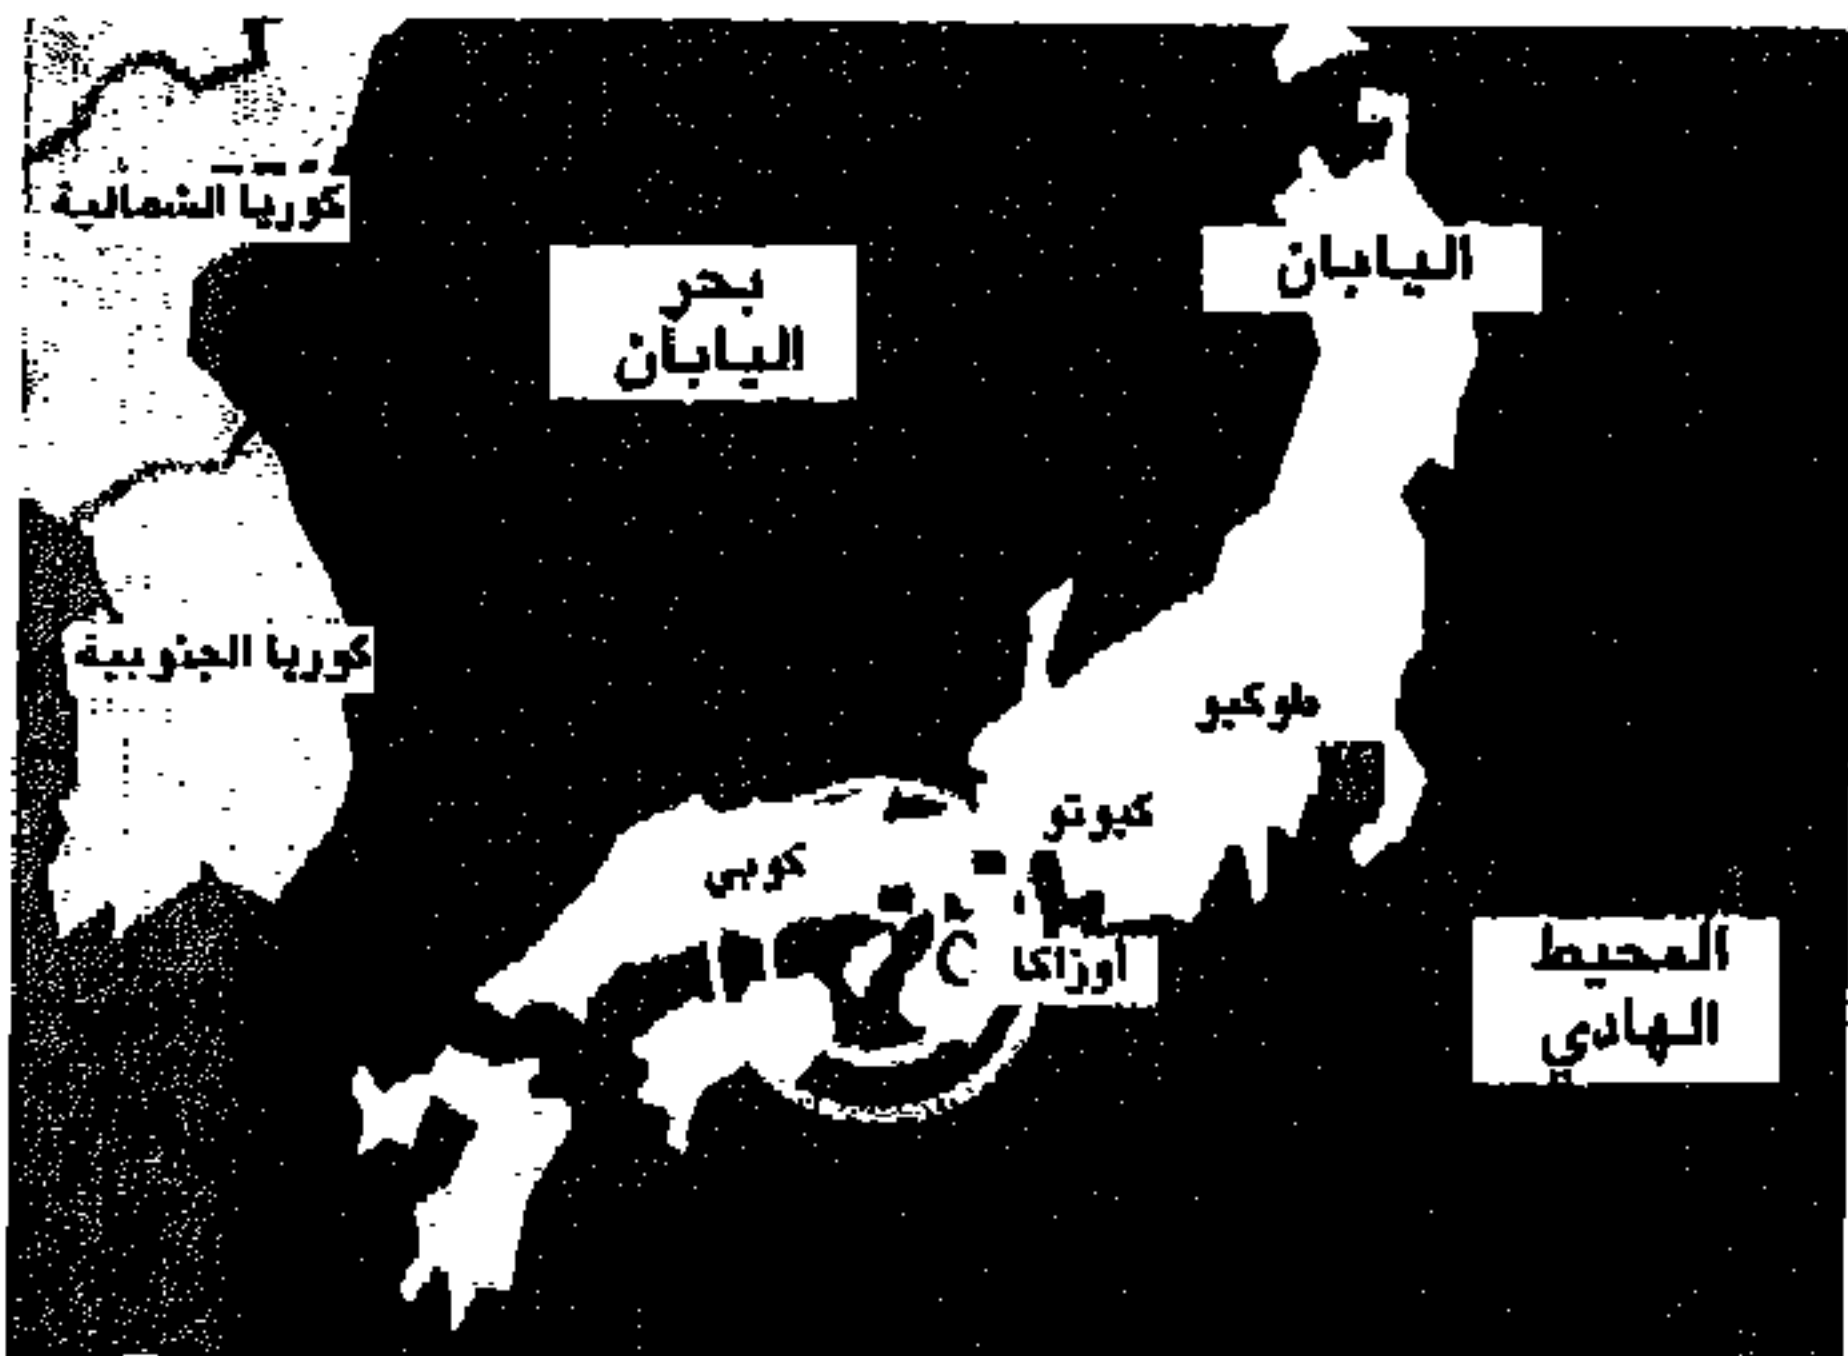 كوريا الشمالية
بحر
اليابان
اليابان
كوريا الجنوبية
طوكيو
كيوتو
كوبي
أوزاكا
المحيط
الهادي